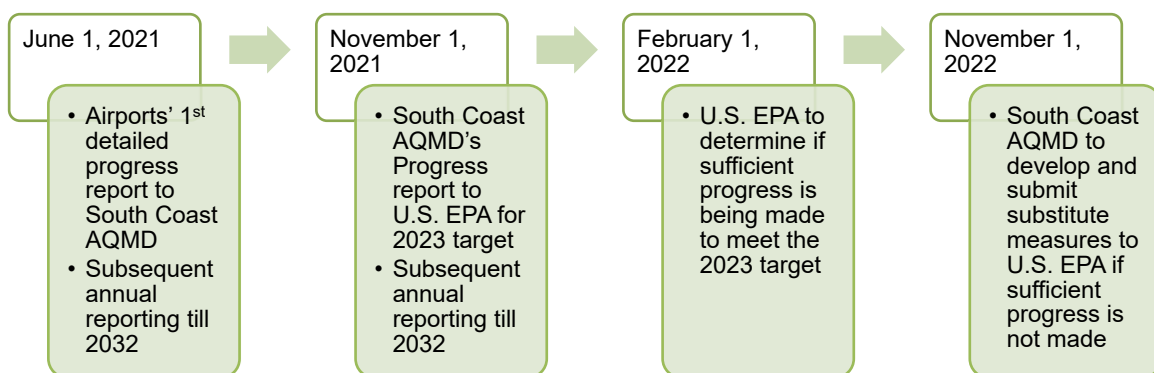 June 1, 2021
• Airports’ 1st
detailed
progress
report to
South Coast
AQMD
• Subsequent
annual
reporting till
2032
November 1,
2021
• South Coast
AQMD’s
Progress
report to
U.S. EPA for
2023 target
• Subsequent
annual
reporting till
2032
February 1,
2022
• U.S. EPA to
determine if
sufficient
progress is
being made
to meet the
2023 target
November 1,
2022
• South Coast
AQMD to
develop and
submit
substitute
measures to
U.S. EPA if
sufficient
progress is
not made